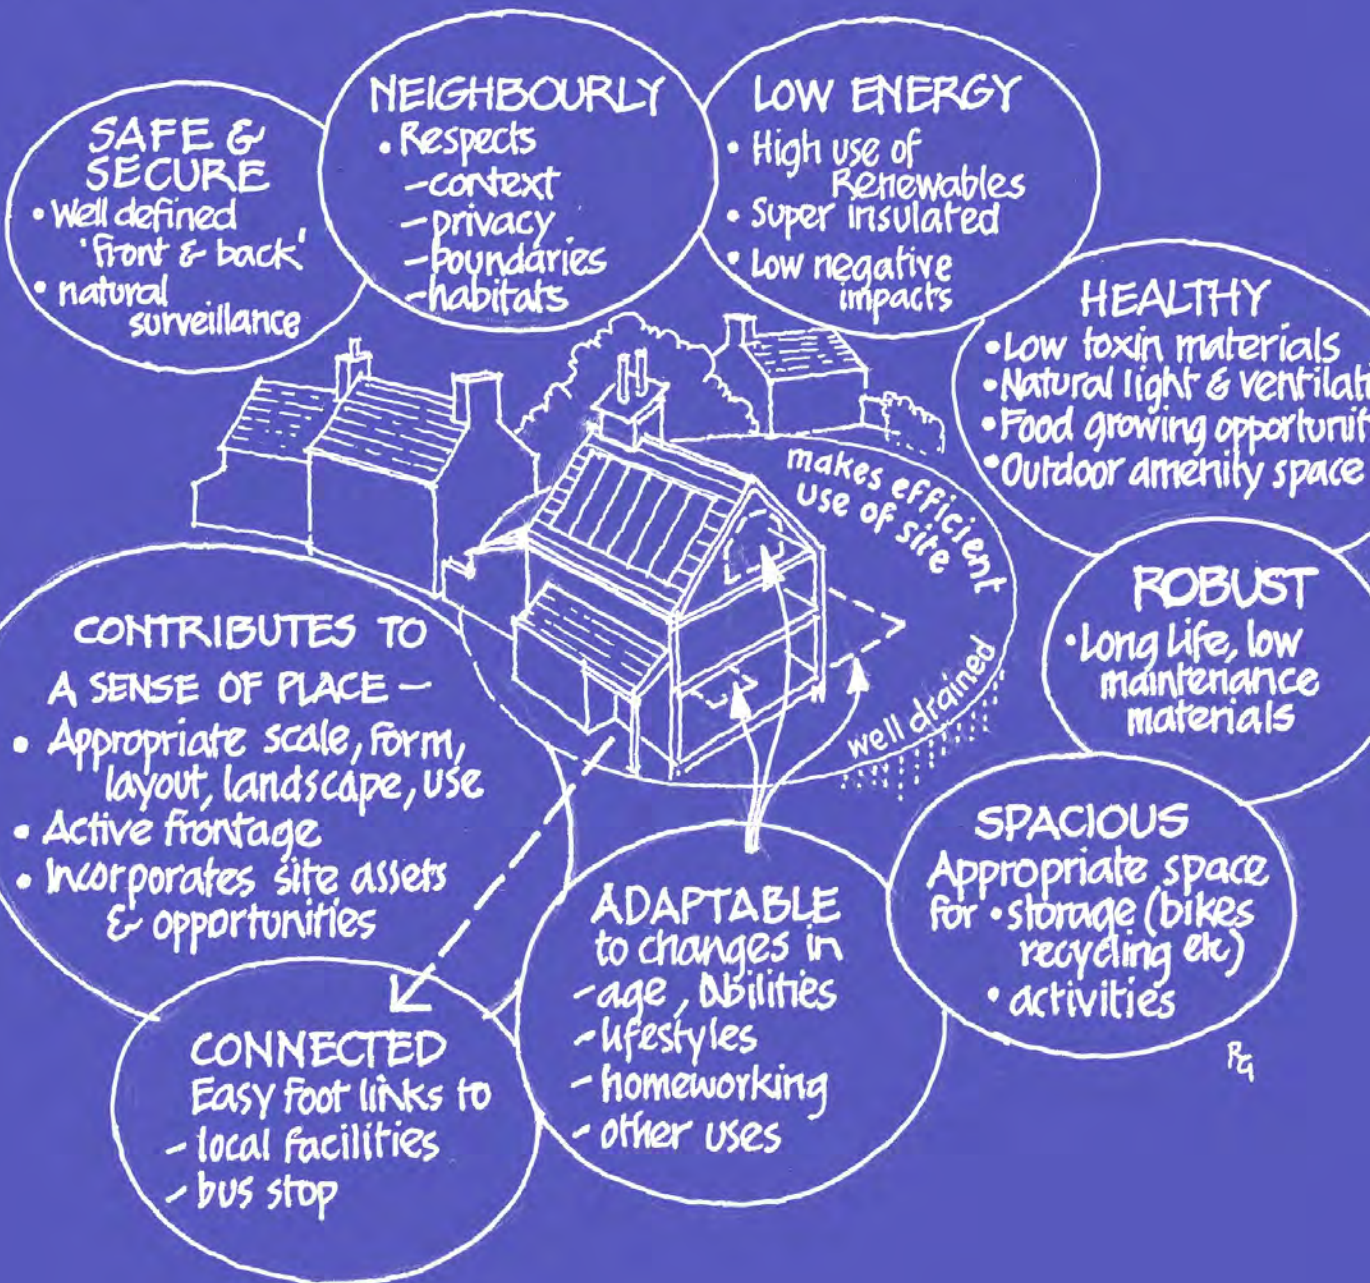 SAFE &
SECURE
• Well defined
'front & back'
• natural
surveillance
NEIGHBOURLY
• Respects
- context
- privacy
- boundaries
- habitats
LOW ENERGY
• High use of
Renewables
• Super insulated
• Low negative
impacts
HEALTHY
• Low toxin materials
• Natural light & ventilat
• Food growing opportunit
• Outdoor amenity space
makes efficient
use of site
well drained
ROBUST
• Long Life, low
maintenance
materials
CONTRIBUTES TO
A SENSE OF PLACE —
• Appropriate scale, form,
layout, landscape, use
• Active frontage
• Incorporates site assets
& opportunities
SPACIOUS
Appropriate space
for • storage (bikes
recycling etc)
• activities
ADAPTABLE
to changes in
- age, abilities
- lifestyles
- homeworking
- other uses
CONNECTED
Easy foot links to
- local facilities
- bus stop
RG